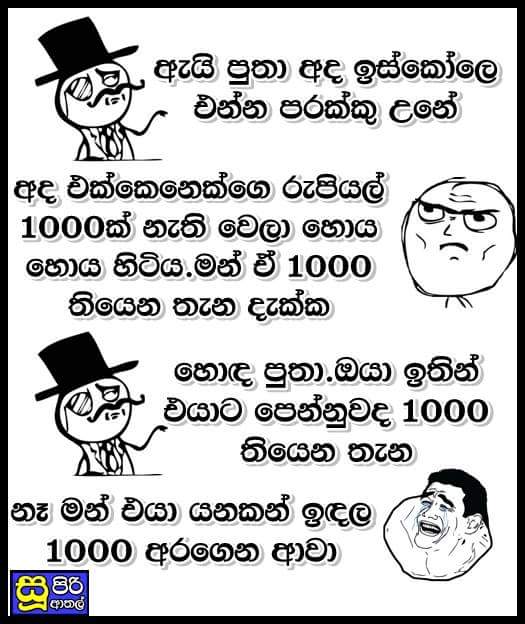 ඇයි පුතා අද ඉස්කෝලෙ
එන්න පරක්කු උනේ
අද එක්කෙනෙක්ගෙ රුපියල්
1000ක් නැති වෙලා හොය
හොය හිටිය.මන් ඒ 1000
තියෙන තැන දැක්ක
හොඳ පුතා.ඔයා ඉතින්
එයාට පෙන්නුවද 1000
තියෙන තැන
නෑ මන් එයා යනකන් ඉඳල
1000 අරගෙන ආවා
සූපිරි
ආතල්